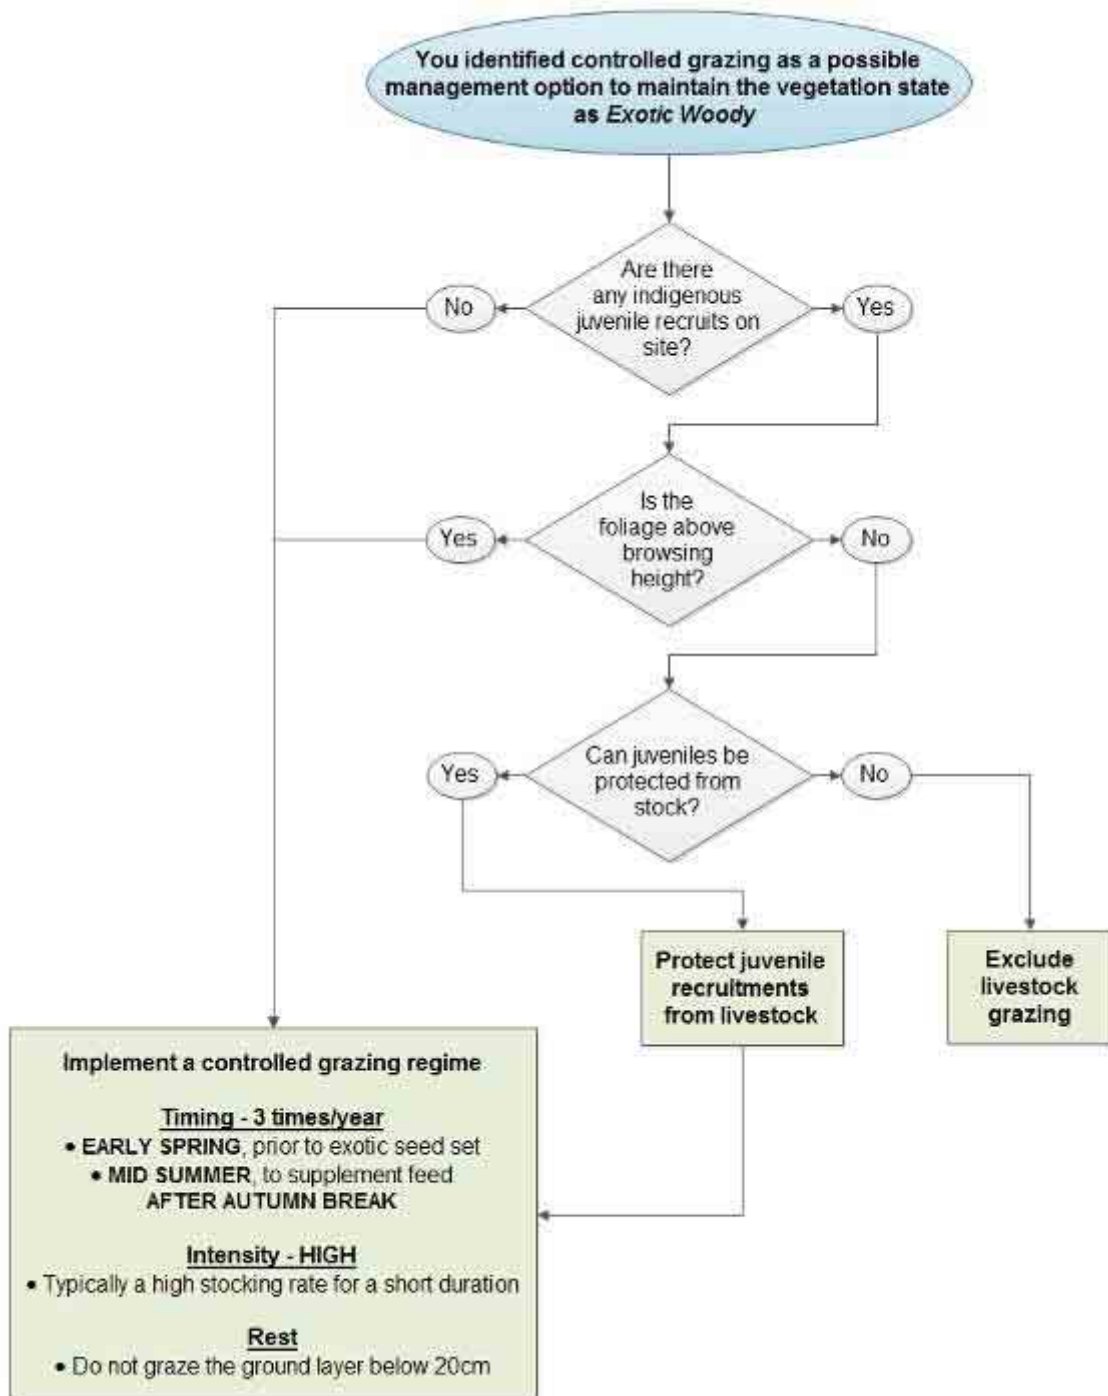 You identified controlled grazing as a possible
management option to maintain the vegetation state
as Exotic Woody
Are there
any indigenous
juvenile recruits on
site?
No
Yes
Is the
foliage above
browsing
height?
Yes
No
Can juveniles be
protected from
stock?
Yes
No
Protect juvenile
recruitments
from livestock
Exclude
livestock
grazing
Implement a controlled grazing regime
Timing - 3 times/year
• EARLY SPRING, prior to exotic seed set
• MID SUMMER, to supplement feed
AFTER AUTUMN BREAK
Intensity - HIGH
• Typically a high stocking rate for a short duration
Rest
• Do not graze the ground layer below 20cm